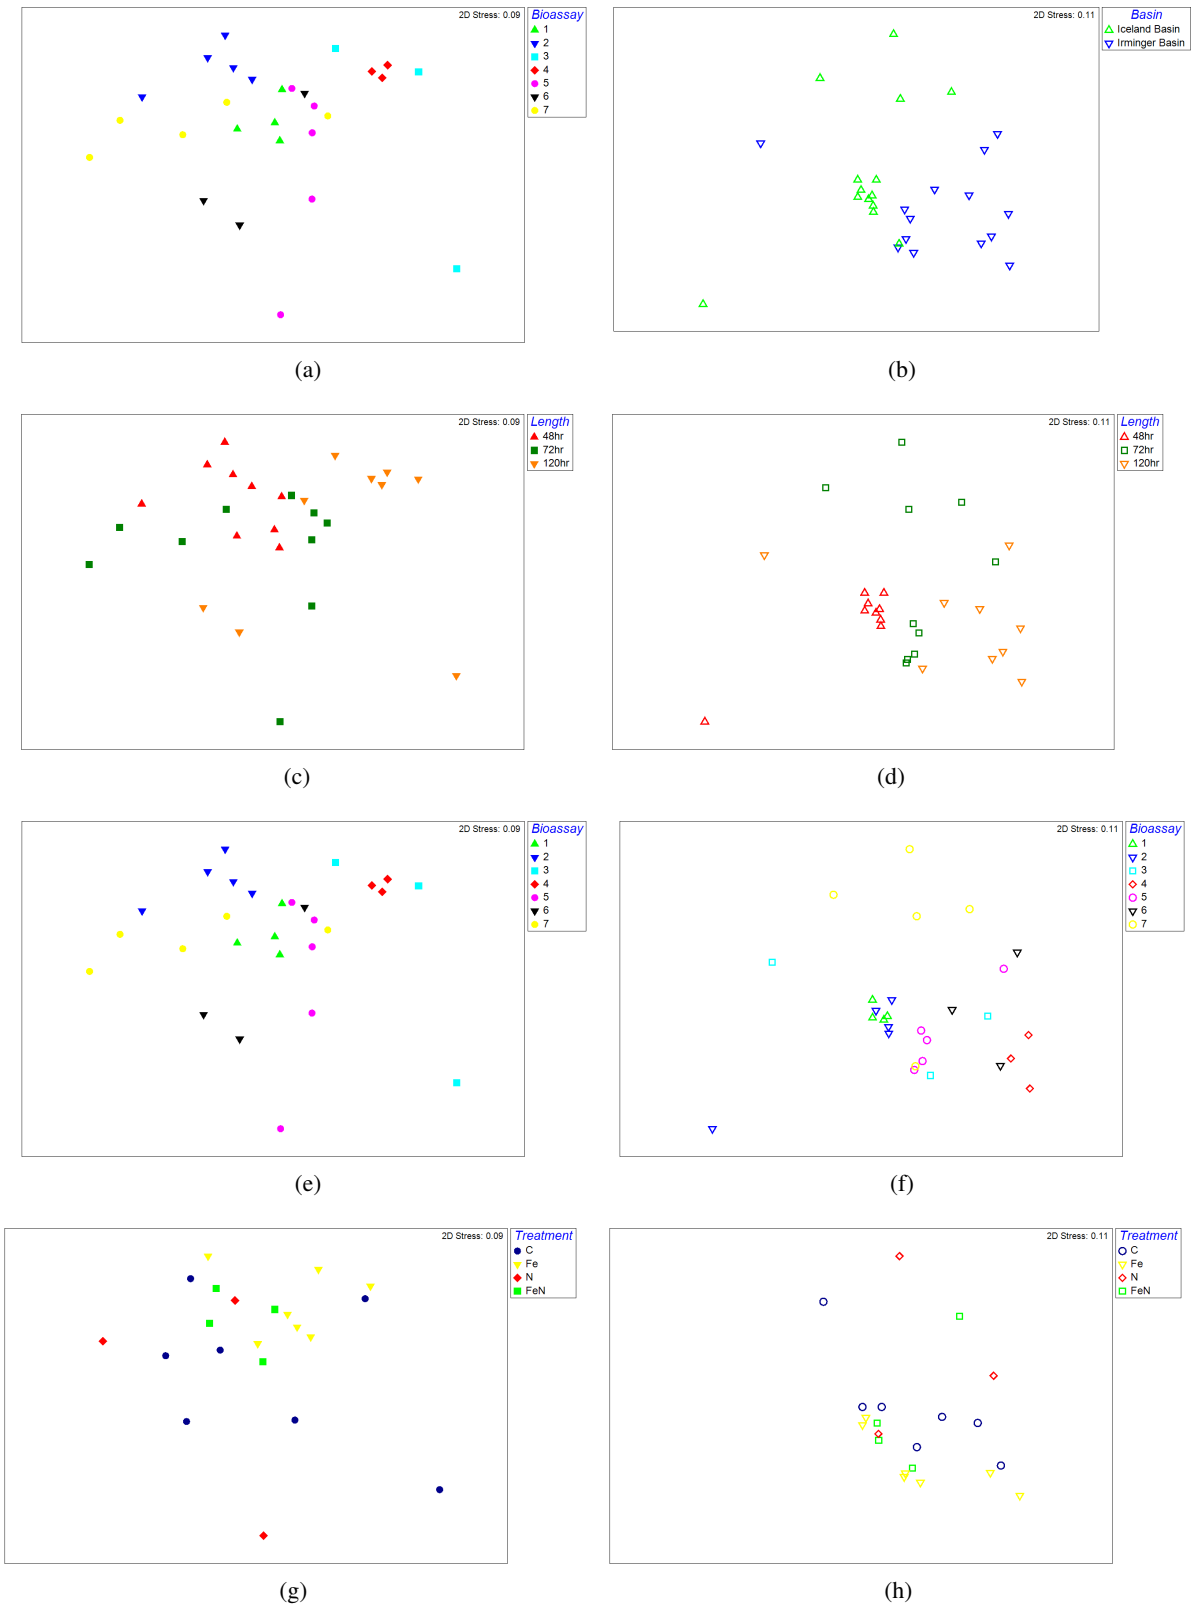 2D Stress: 0.09
Bioassay
1
2
3
4
5
6
7
(a)
2D Stress: 0.11
Basin
Iceland Basin
Irminger Basin
(b)
2D Stress: 0.09
Length
48hr
72hr
120hr
(c)
2D Stress: 0.11
Length
48hr
72hr
120hr
(d)
2D Stress: 0.09
Bioassay
1
2
3
4
5
6
7
(e)
2D Stress: 0.11
Bioassay
1
2
3
4
5
6
7
(f)
2D Stress: 0.09
Treatment
C
Fe
N
FeN
(g)
2D Stress: 0.11
Treatment
C
Fe
N
FeN
(h)